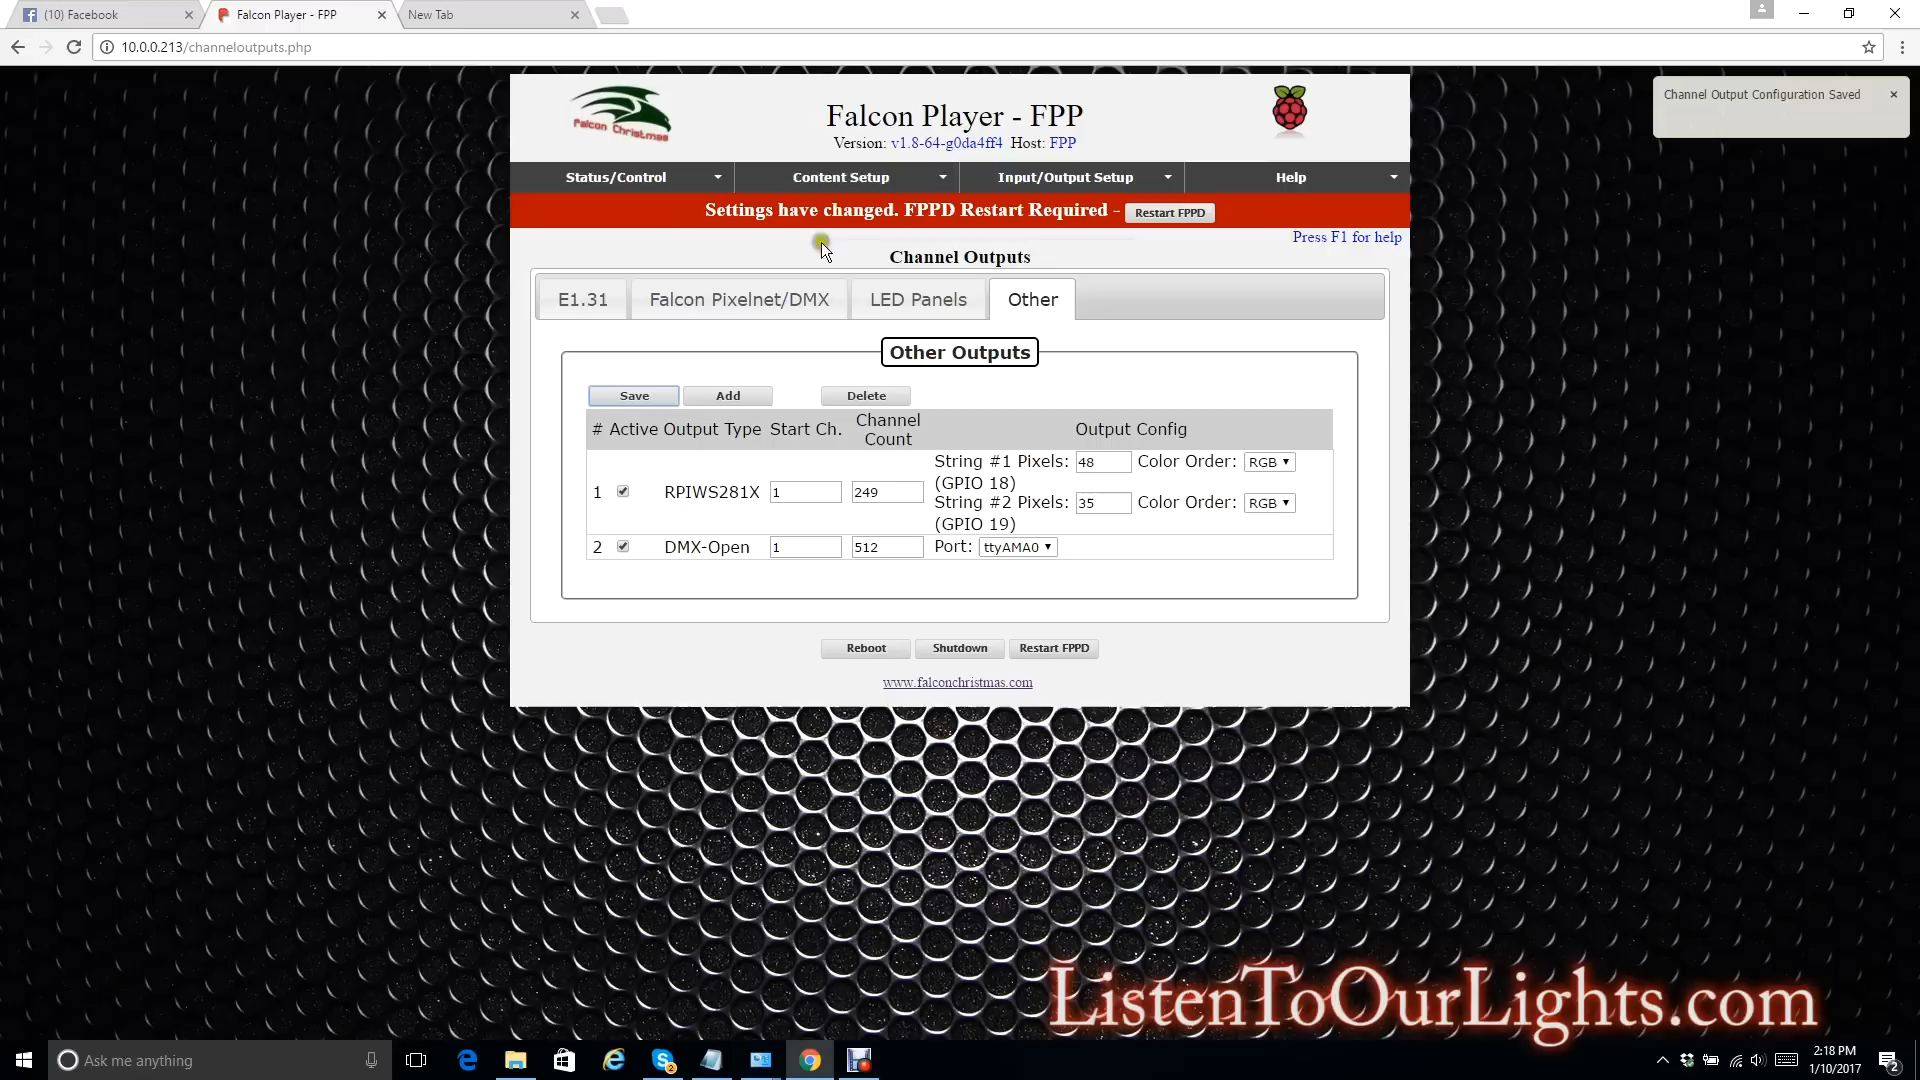 (10) Facebook
Falcon Player - FPP
New Tab
10.0.0.213/channeloutputs.php
Falcon Christmas
Falcon Player - FPP
Version: v1.8-64-g0da4ff4 Host: FPP
Channel Output Configuration Saved
Status/Control
Content Setup
Input/Output Setup
Help
Settings have changed. FPPD Restart Required - Restart FPPD
Press F1 for help
Channel Outputs
E1.31
Falcon Pixelnet/DMX
LED Panels
Other
Other Outputs
Save
Add
Delete
# Active Output Type Start Ch. Channel Count Output Config
1 RPIWS281X 1 249 String #1 Pixels: 48 Color Order: RGB
(GPIO 18)
String #2 Pixels: 35 Color Order: RGB
(GPIO 19)
2 DMX-Open 1 512 Port: ttyAMA0
Reboot
Shutdown
Restart FPPD
www.falconchristmas.com
ListenToOurLights.com
Ask me anything
2
2:18 PM
1/10/2017
2